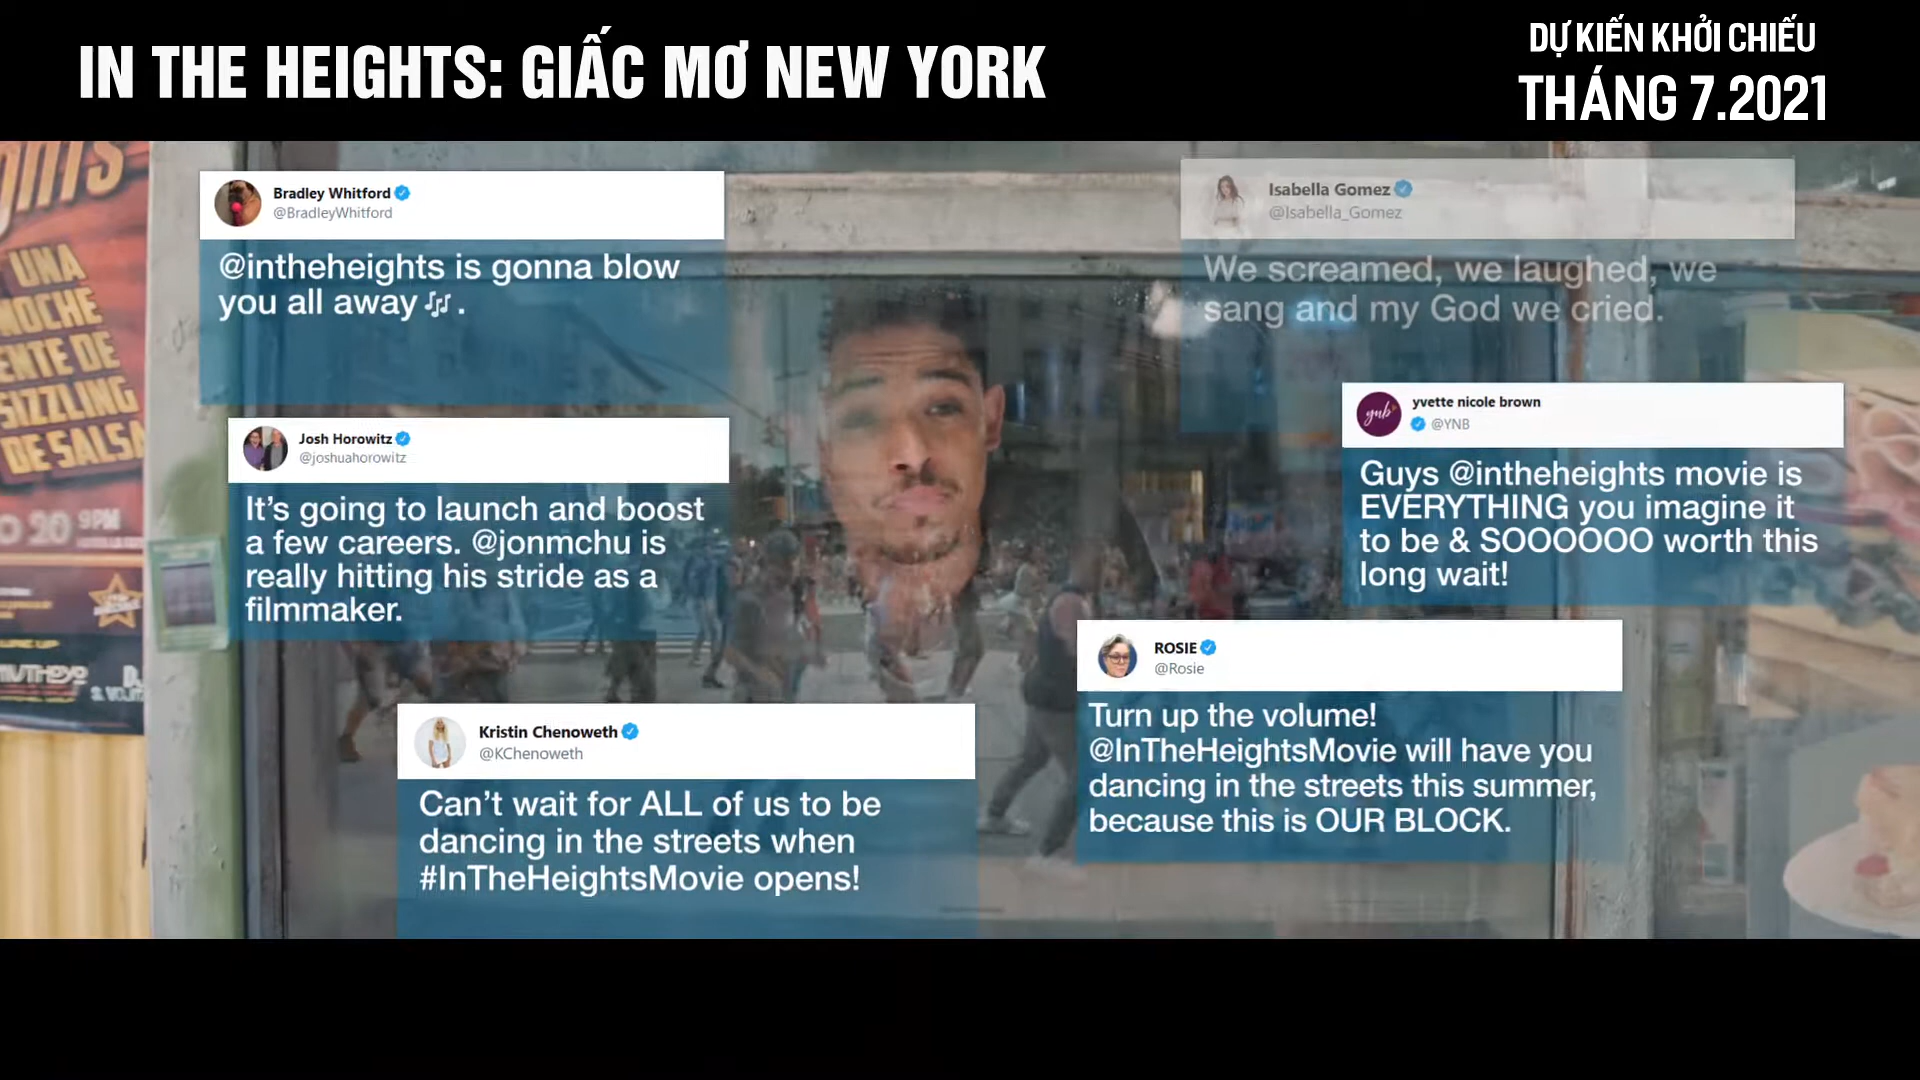 IN THE HEIGHTS: GIẤC MƠ NEW YORK
DỰ KIẾN KHỞI CHIẾU
THÁNG 7.2021
Bradley Whitford
@BradleyWhitford
@intheheights is gonna blow
you all away 🎶.
Isabella Gomez
@Isabella_Gomez
We screamed, we laughed, we
sang and my God we cried.
Josh Horowitz
@joshuahorowitz
It's going to launch and boost
a few careers. @jonmchu is
really hitting his stride as a
filmmaker.
yvette nicole brown
@YNB
ynb
Guys @intheheights movie is
EVERYTHING you imagine it
to be & SOOOOOO worth this
long wait!
ROSIE
@Rosie
Turn up the volume!
@InTheHeightsMovie will have you
dancing in the streets this summer,
because this is OUR BLOCK.
Kristin Chenoweth
@KChenoweth
Can't wait for ALL of us to be
dancing in the streets when
#InTheHeightsMovie opens!
UNA
NOCHE
ENTE DE
SIZZLING
DE SALSA
20 9PM